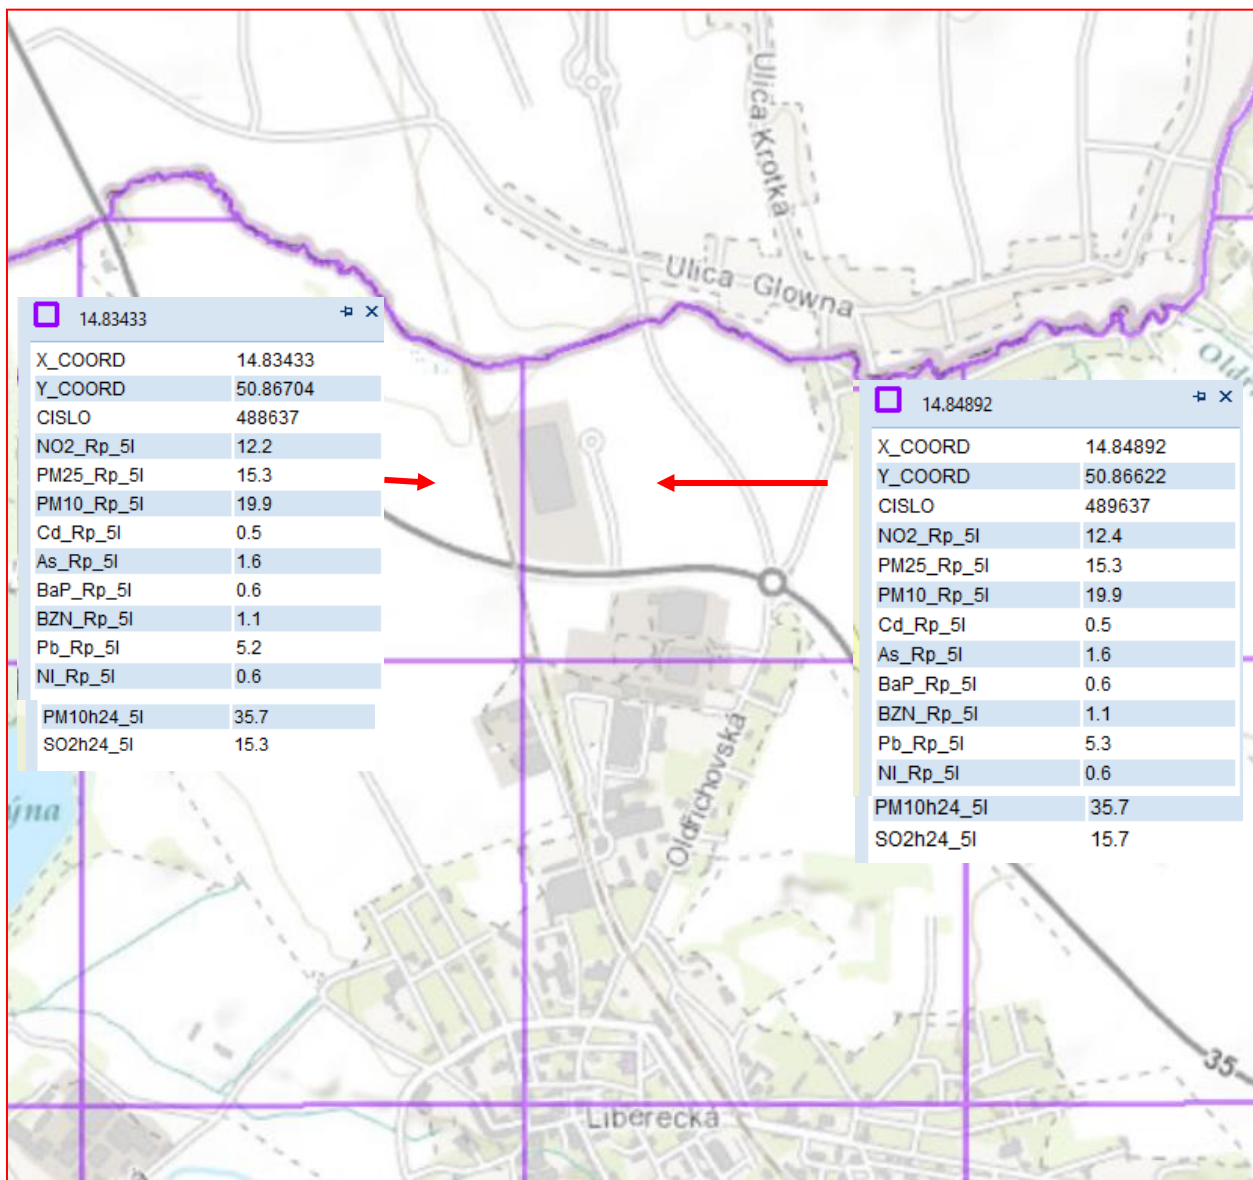 Ulica Krotka
Ulica Glowna
14.83433
X_COORD 14.83433
Y_COORD 50.86704
CISLO 488637
NO2_Rp_5l 12.2
PM25_Rp_5l 15.3
PM10_Rp_5l 19.9
Cd_Rp_5l 0.5
As_Rp_5l 1.6
BaP_Rp_5l 0.6
BZN_Rp_5l 1.1
Pb_Rp_5l 5.2
NI_Rp_5l 0.6
PM10h24_5l 35.7
SO2h24_5l 15.3
14.84892
X_COORD 14.84892
Y_COORD 50.86622
CISLO 489637
NO2_Rp_5l 12.4
PM25_Rp_5l 15.3
PM10_Rp_5l 19.9
Cd_Rp_5l 0.5
As_Rp_5l 1.6
BaP_Rp_5l 0.6
BZN_Rp_5l 1.1
Pb_Rp_5l 5.3
NI_Rp_5l 0.6
PM10h24_5l 35.7
SO2h24_5l 15.7
Oldřichovská
35
Liberecká